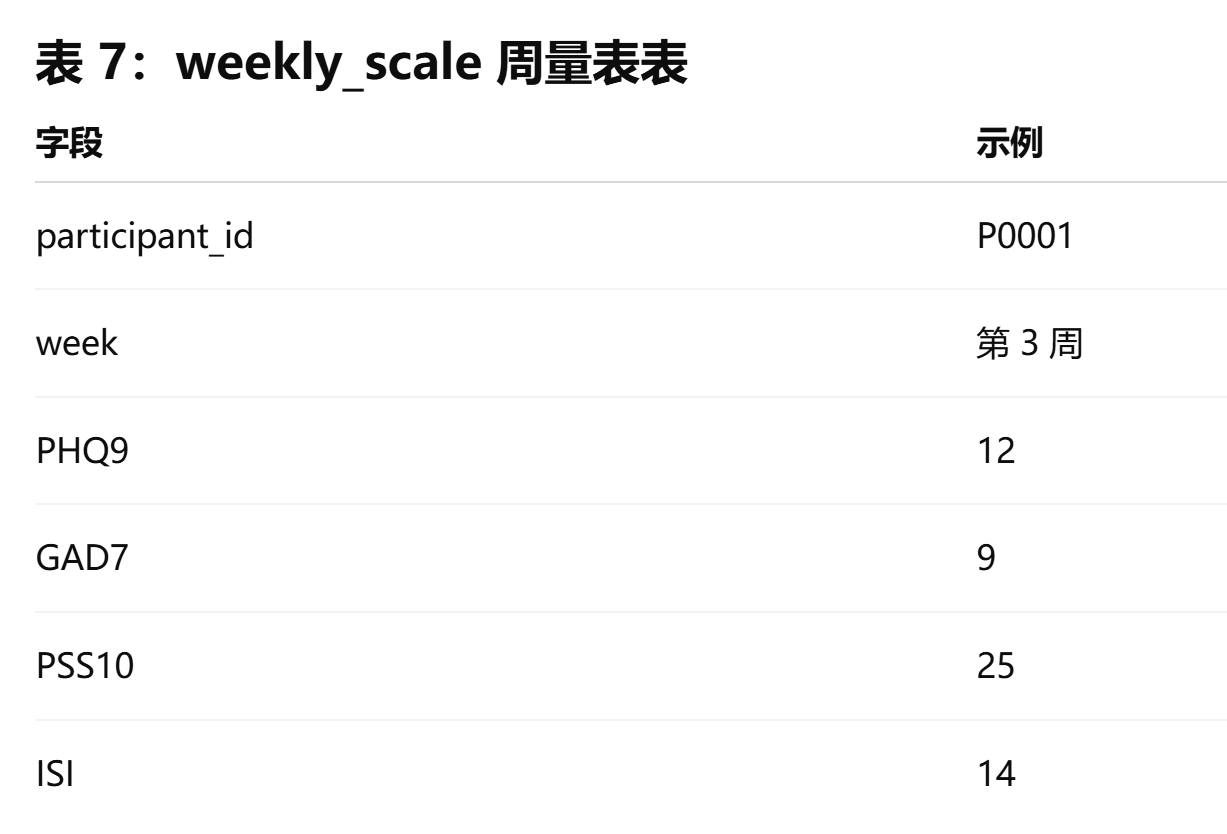 表 7：weekly_scale 周量表表
字段 示例
participant_id P0001
week 第 3 周
PHQ9 12
GAD7 9
PSS10 25
ISI 14